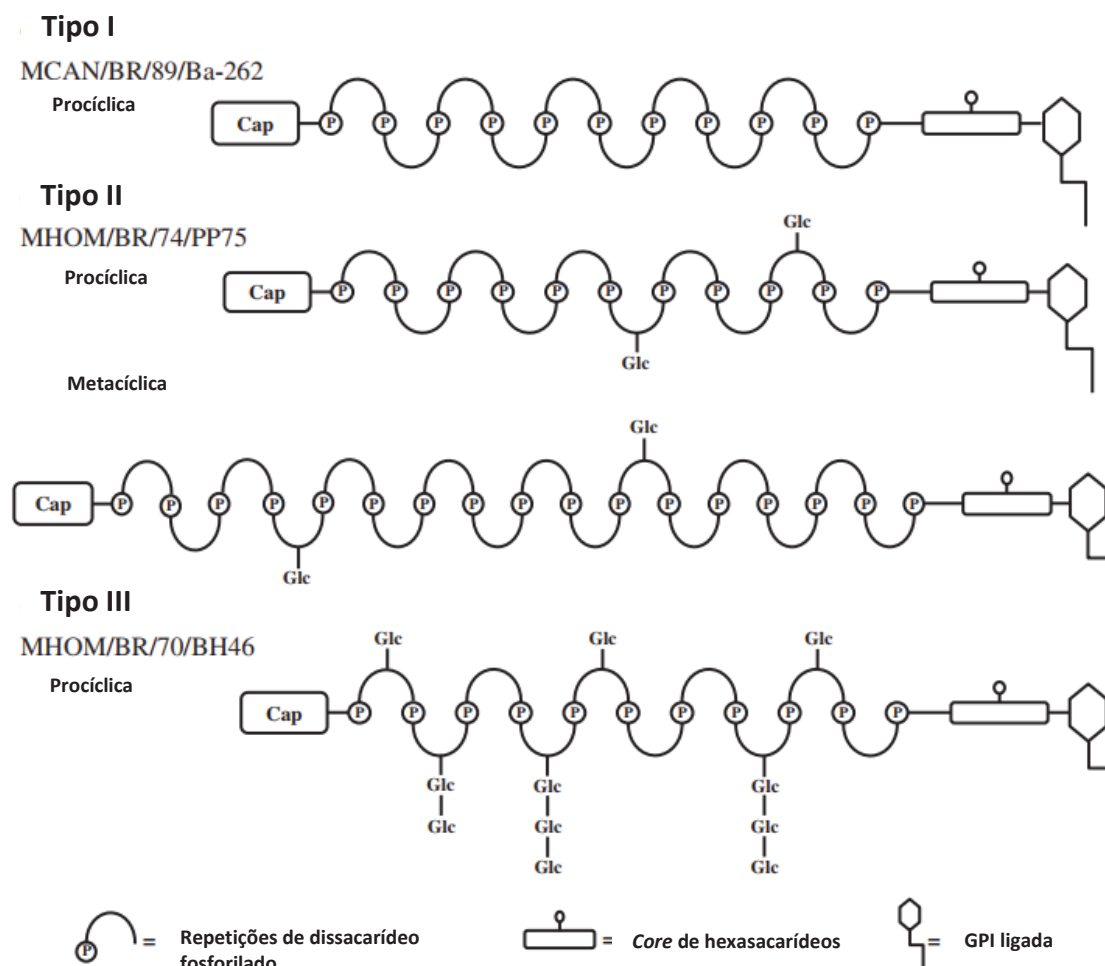 Tipo I
MCAN/BR/89/Ba-262
Procíclica
Cap P P P P P P P P P P P
Tipo II
MHOM/BR/74/PP75
Glc
Procíclica
Cap P P P P P P P P P P P
Glc
Metacíclica
Glc
Cap P P P P P P P P P P P P P P P P P
Glc
Tipo III
MHOM/BR/70/BH46
Glc Glc Glc
Procíclica
Cap P P P P P P P P P P P
Glc Glc Glc
Glc Glc Glc
Glc Glc
P = Repetições de dissacarídeo
fosforilado
= Core de hexasacarídeos
= GPI ligada